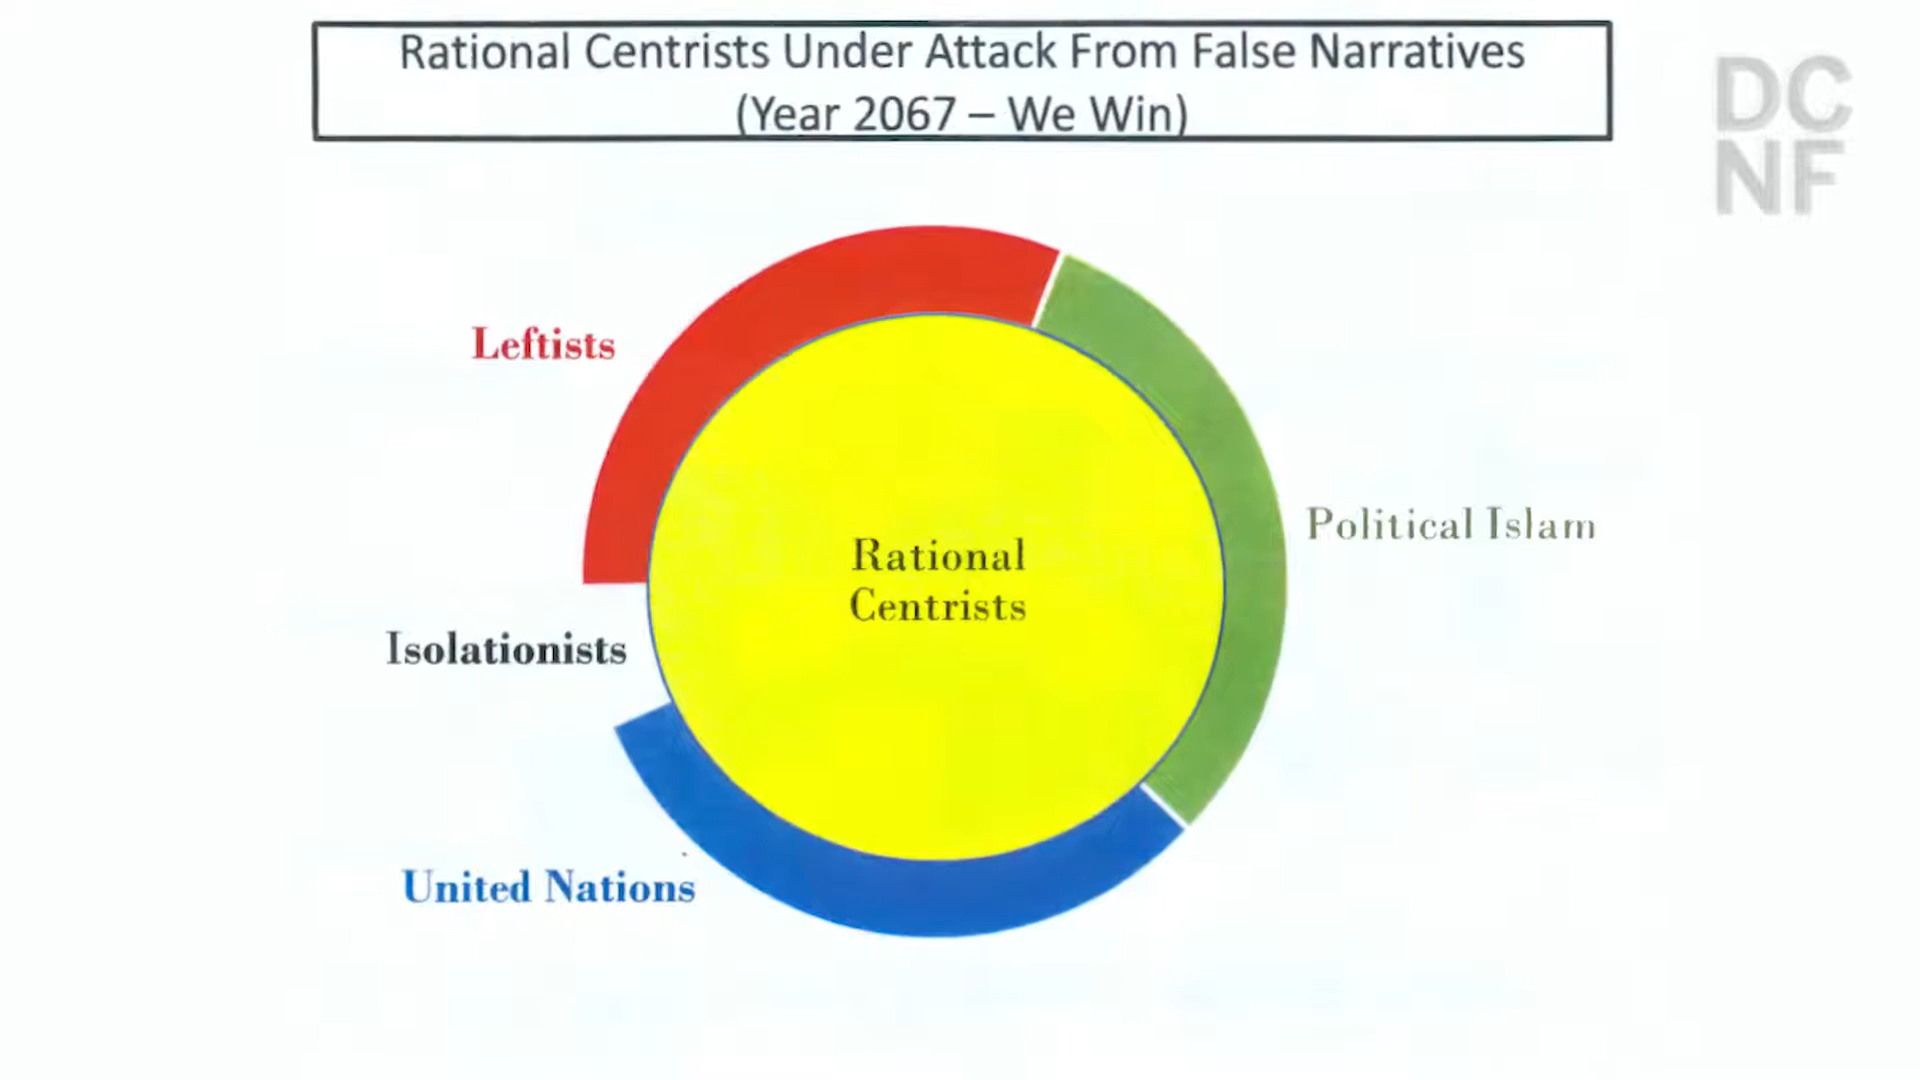 Rational Centrists Under Attack From False Narratives
(Year 2067 – We Win)
DC
NF
Leftists
Political Islam
Rational
Centrists
Isolationists
United Nations